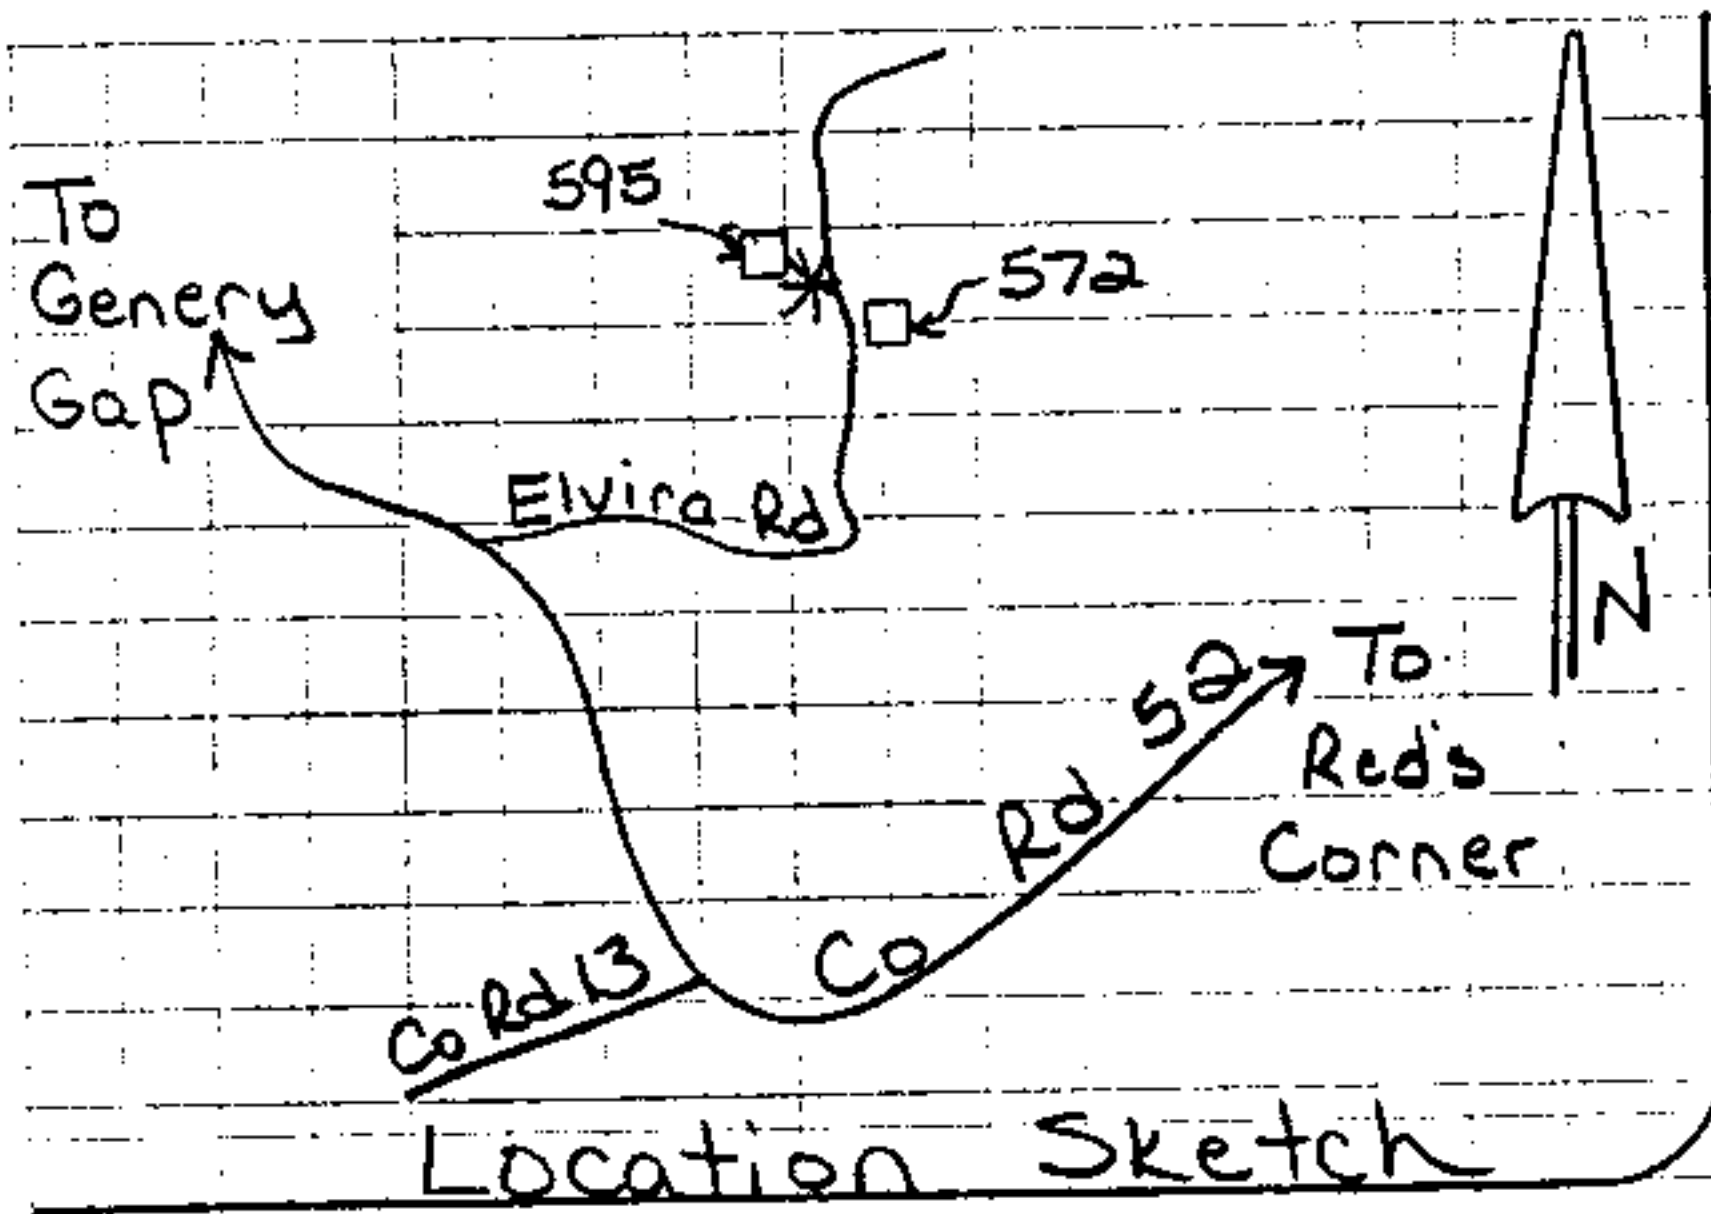 To
Genery
Gap
595
572
Elvira Rd
N
To
Red's
Corner
Co Rd 52
Co Rd 13
Location Sketch